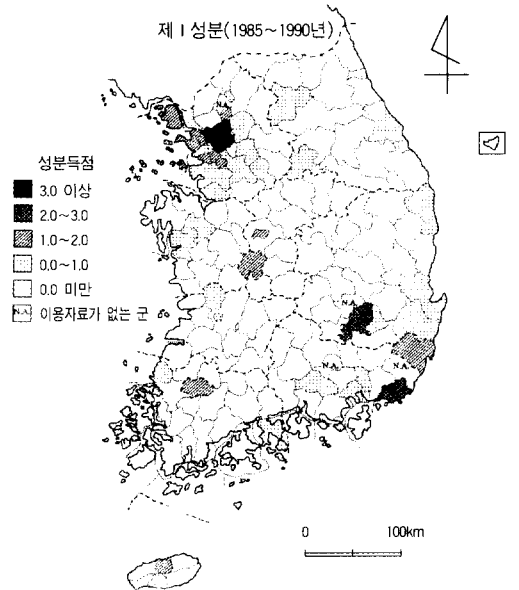 제 I 성분(1985~1990년)
N.A.
성분득점
3.0 이상
2.0~3.0
1.0~2.0
0.0~1.0
0.0 미만
N.A. 이용자료가 없는 군
N.A.
N.A.
N.A.
0 100km